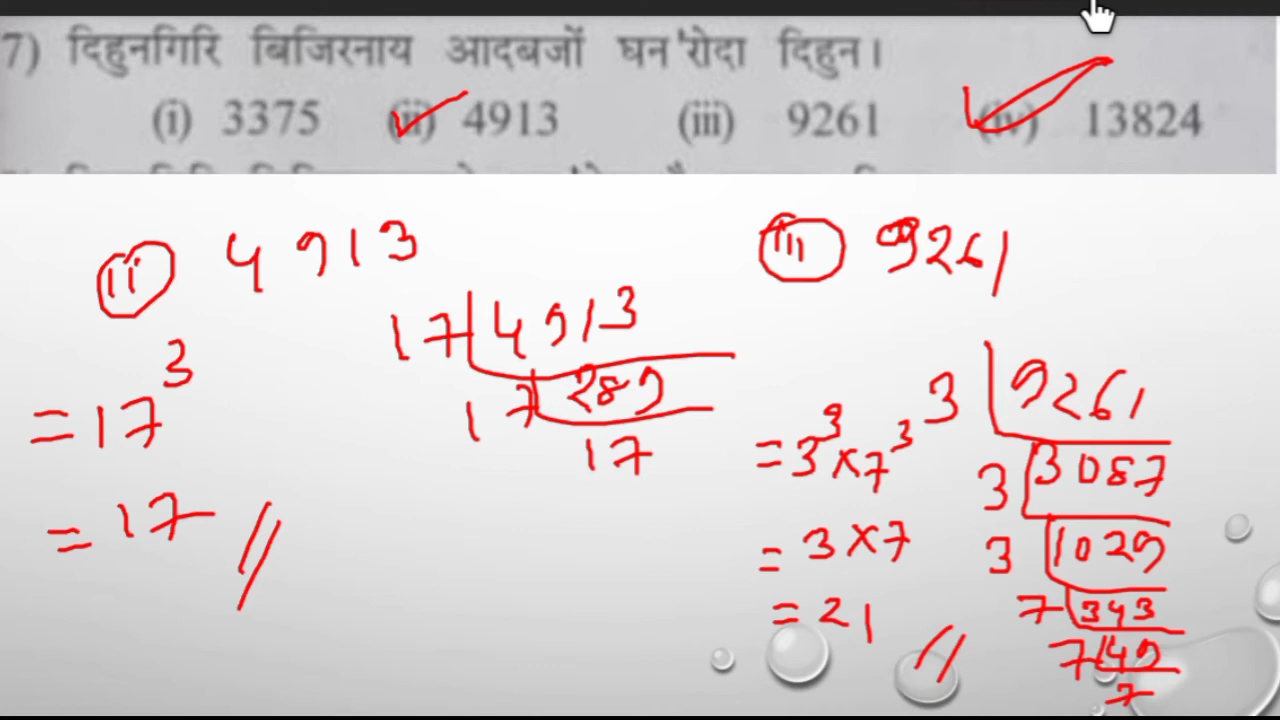 7) दिहुनगिरि बिजिरनाय आदबजों घन'रोदा दिहुन।
(i) 3375 (ii) 4913 (iii) 9261 (iv) 13824
(ii) 4913
17 | 4913
17 | 289
17
= 17³
= 17 //
(iii) 9261
3 | 9261
3 | 3087
3 | 1029
7 | 343
7 | 49
7
= 3³ × 7³
= 3 × 7
= 21 //